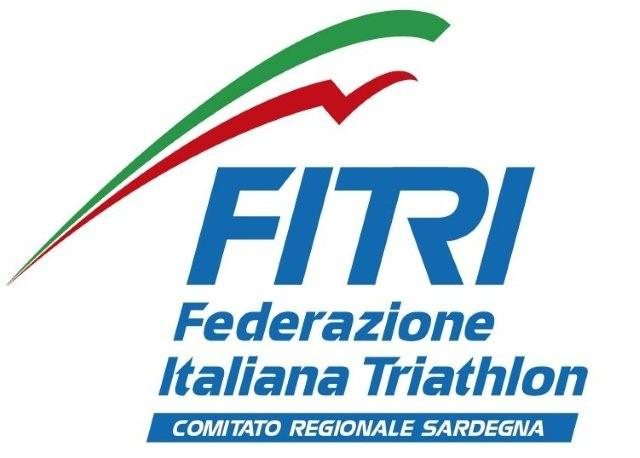 FITRI
Federazione
Italiana Triathlon
COMITATO REGIONALE SARDEGNA